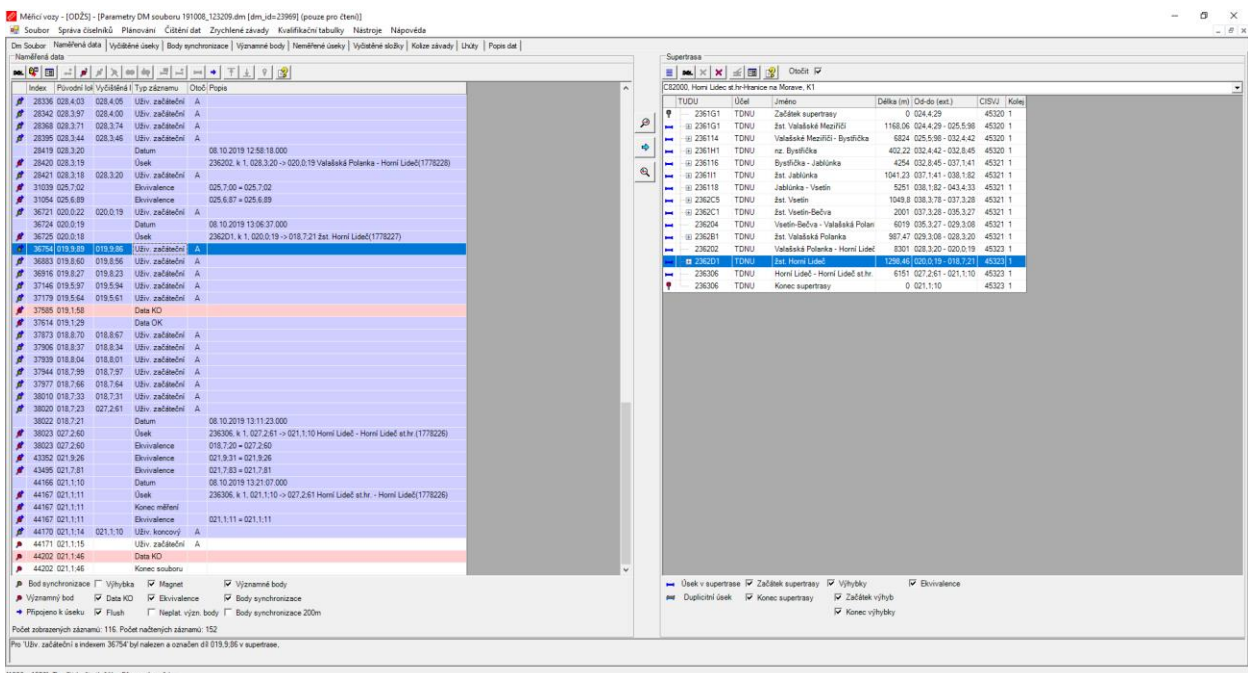 Měřicí vozy - [ODŽS] - [Parametry DM souboru 191008_123209.dm [dm_id=23969] (pouze pro čtení)]
Soubor Správa číselníků Plánování Čištění dat Zrychlené závady Kvalifikační tabulky Nástroje Nápověda
Dm Soubor Naměřená data Vyčištěné úseky Body synchronizace Významné body Neměřené úseky Vyčistěné složky Kolize závady Lhůty Popis dat
Naměřená data
Index Původní lok Vyčištěná l Typ záznamu Otoč Popis
28336 028,4;03 028,4;05 Uživ. začáteční A
28342 028,3;97 028,4;00 Uživ. začáteční A
28368 028,3;71 028,3;74 Uživ. začáteční A
28395 028,3;44 028,3;46 Uživ. začáteční A
28419 028,3;20 Datum 08.10.2019 12:58:18.000
28420 028,3;19 Úsek 236202, k 1, 028,3;20 -> 020,0;19 Valašská Polanka - Horní Lideč(1778228)
28421 028,3;18 028,3;20 Uživ. začáteční A
31039 025,7;02 Ekvivalence 025,7;00 = 025,7;02
31054 025,6;89 Ekvivalence 025,6;87 = 025,6;89
36721 020,0;22 020,0;19 Uživ. začáteční A
36724 020,0;19 Datum 08.10.2019 13:06:37.000
36725 020,0;18 Úsek 2362D1, k 1, 020,0;19 -> 018,7;21 žst. Horní Lideč(1778227)
36754 019,9;89 019,9;86 Uživ. začáteční A
36883 019,8;60 019,8;56 Uživ. začáteční A
36916 019,8;27 019,8;23 Uživ. začáteční A
37146 019,5;97 019,5;94 Uživ. začáteční A
37179 019,5;64 019,5;61 Uživ. začáteční A
37585 019,1;58 Data KO
37614 019,1;29 Data OK
37873 018,8;70 018,8;67 Uživ. začáteční A
37906 018,8;37 018,8;34 Uživ. začáteční A
37939 018,8;04 018,8;01 Uživ. začáteční A
37944 018,7;99 018,7;97 Uživ. začáteční A
37977 018,7;66 018,7;64 Uživ. začáteční A
38010 018,7;33 018,7;31 Uživ. začáteční A
38020 018,7;23 027,2;61 Uživ. začáteční A
38022 018,7;21 Datum 08.10.2019 13:11:23.000
38023 027,2;60 Úsek 236306, k 1, 027,2;61 -> 021,1;10 Horní Lideč - Horní Lideč st.hr.(1778226)
38023 027,2;60 Ekvivalence 018,7;20 = 027,2;60
43352 021,9;26 Ekvivalence 021,9;31 = 021,9;26
43495 021,7;81 Ekvivalence 021,7;83 = 021,7;81
44166 021,1;10 Datum 08.10.2019 13:21:07.000
44167 021,1;11 Úsek 236306, k 1, 021,1;10 -> 027,2;61 Horní Lideč st.hr. - Horní Lideč(1778226)
44167 021,1;11 Konec měření
44167 021,1;11 Ekvivalence 021,1;11 = 021,1;11
44170 021,1;14 021,1;10 Uživ. koncový A
44171 021,1;15 Uživ. začáteční A
44202 021,1;46 Data KO
44202 021,1;46 Konec souboru
Bod synchronizace Výhybka Magnet Významné body
Významný bod Data KO Ekvivalence Body synchronizace
Připojeno k úseku Flush Neplat. význ. body Body synchronizace 200m
Počet zobrazených záznamů: 116. Počet načtených záznamů: 152
Pro 'Uživ. začáteční s indexem 36754' byl nalezen a označen díl 019,9;86 v supertrase.
Supertrasa
Otočit
C82000, Horni Lidec st.hr-Hranice na Morave, K1
TUDU Účel Jméno Délka (m) Od-do (ext.) CISVJ Kolej
2361G1 TDNU Začátek supertrasy 0 024,4;29 45320 1
2361G1 TDNU žst. Valašské Meziříčí 1168,06 024,4;29 - 025,5;98 45320 1
236114 TDNU Valašské Meziříčí - Bystřička 6824 025,5;98 - 032,4;42 45320 1
2361H1 TDNU nz. Bystřička 402,22 032,4;42 - 032,8;45 45320 1
236116 TDNU Bystřička - Jablůnka 4254 032,8;45 - 037,1;41 45321 1
2361I1 TDNU žst. Jablůnka 1041,23 037,1;41 - 038,1;82 45321 1
236118 TDNU Jablůnka - Vsetín 5251 038,1;82 - 043,4;33 45321 1
2362C5 TDNU žst. Vsetín 1049,8 038,3;78 - 037,3;28 45321 1
2362C1 TDNU žst. Vsetín-Bečva 2001 037,3;28 - 035,3;27 45321 1
236204 TDNU Vsetín-Bečva - Valašská Polan 6019 035,3;27 - 029,3;08 45321 1
2362B1 TDNU žst. Valašská Polanka 987,47 029,3;08 - 028,3;20 45321 1
236202 TDNU Valašská Polanka - Horní Lideč 8301 028,3;20 - 020,0;19 45323 1
2362D1 TDNU žst. Horní Lideč 1298,46 020,0;19 - 018,7;21 45323 1
236306 TDNU Horní Lideč - Horní Lideč st.hr. 6151 027,2;61 - 021,1;10 45323 1
236306 TDNU Konec supertrasy 0 021,1;10 45323 1
Úsek v supertrase Začátek supertrasy Výhybky Ekvivalence
Duplicitní úsek Konec supertrasy Začátek výhyb
Konec výhybky